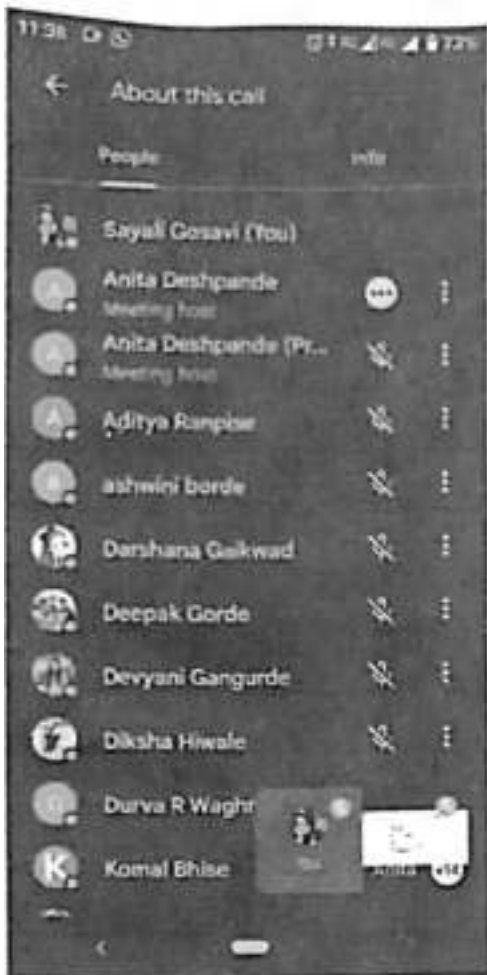 11:38
About this call
People Info
Sayali Gosavi (You)
Anita Deshpande
Meeting host
Anita Deshpande (Pr...
Meeting host
Aditya Ranpise
ashwini borde
Darshana Gaikwad
Deepak Gorde
Devyani Gangurde
Diksha Hiwale
Durva R Waghr
You
K Komal Bhise
Anita +14